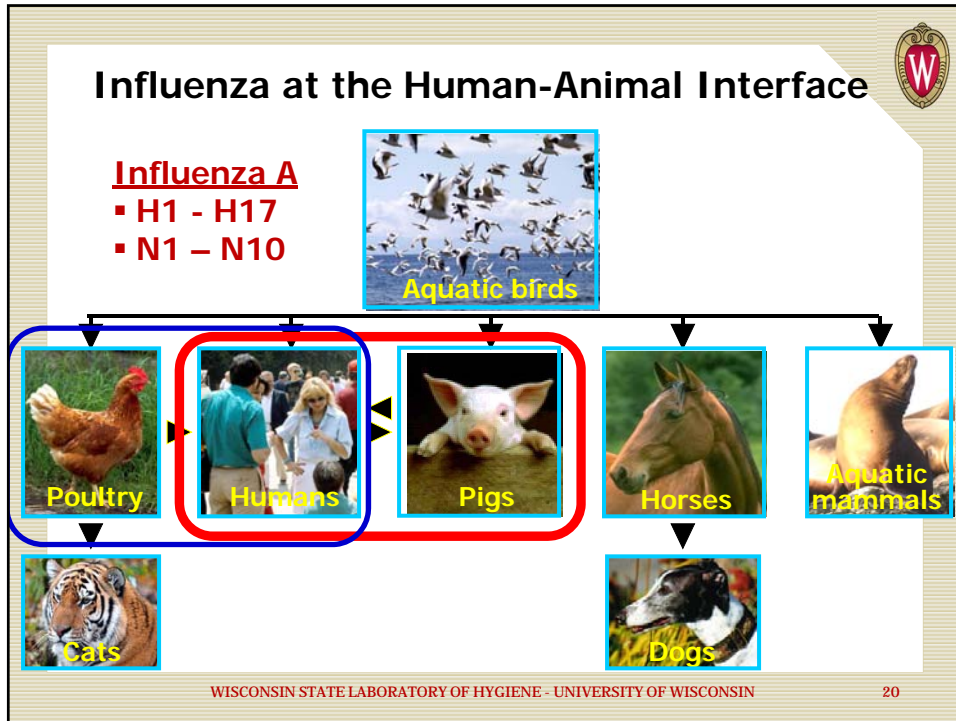 W
Influenza at the Human-Animal Interface
Influenza A
▪ H1 - H17
▪ N1 – N10
Aquatic birds
Poultry
Humans
Pigs
Horses
Aquatic
mammals
Cats
Dogs
WISCONSIN STATE LABORATORY OF HYGIENE - UNIVERSITY OF WISCONSIN
20